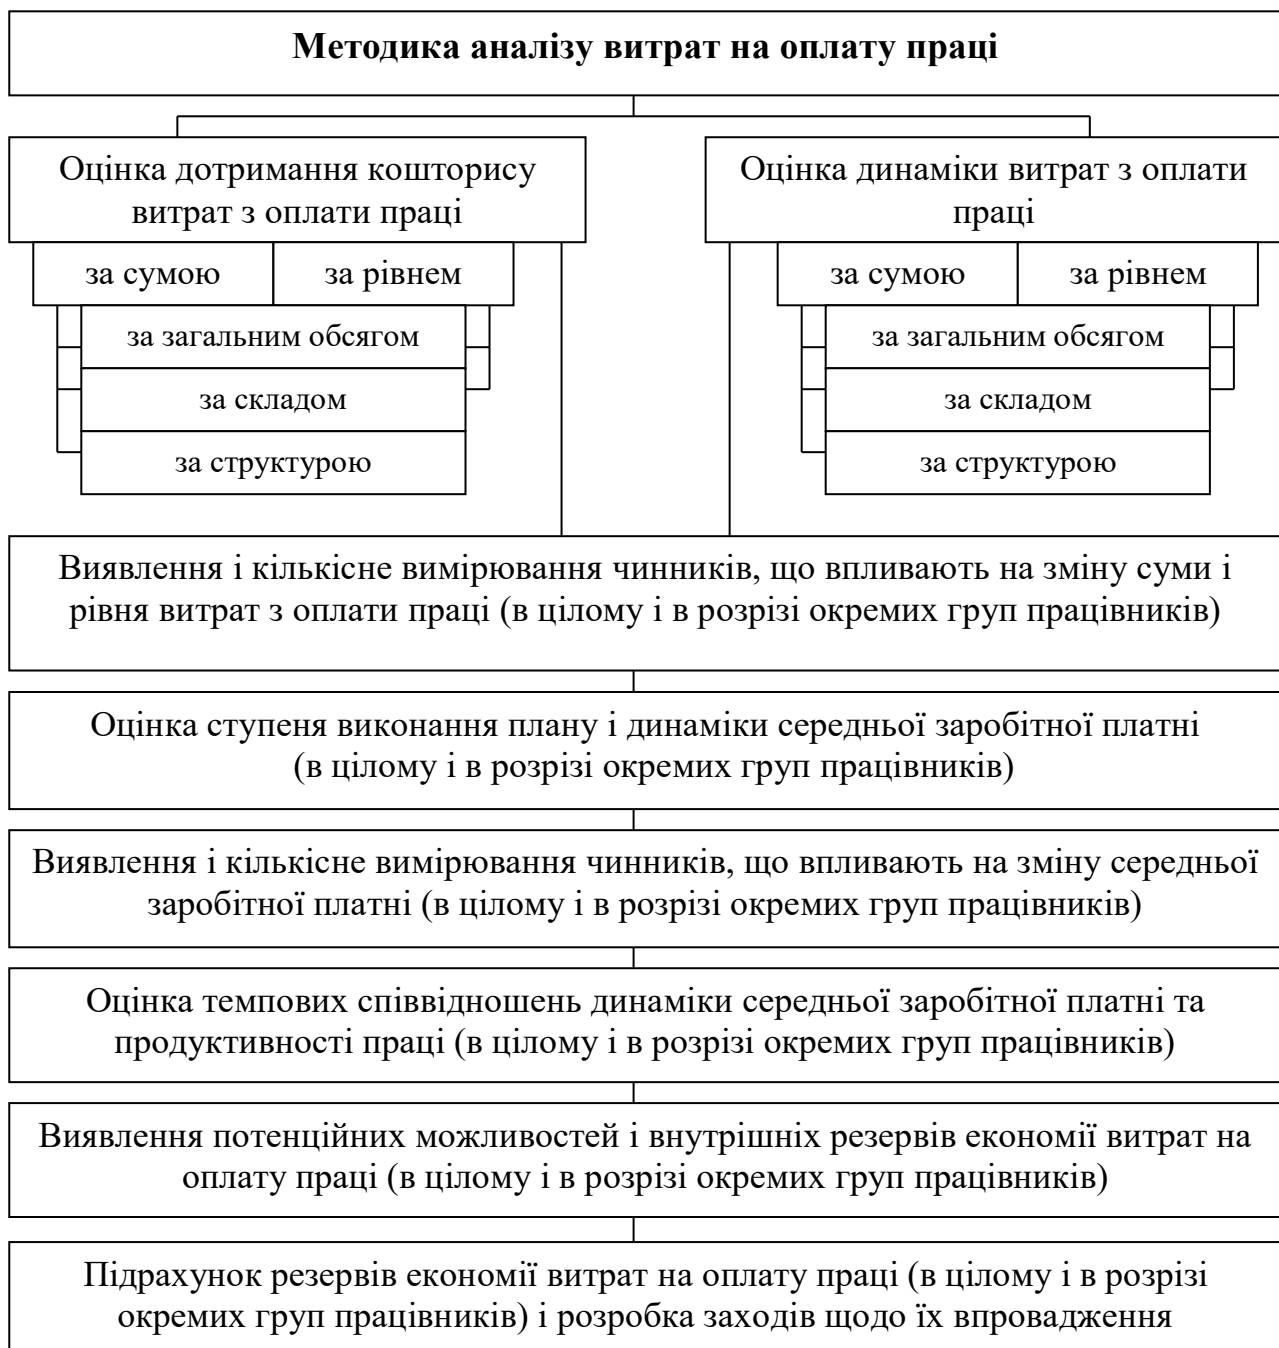 Методика аналізу витрат на оплату праці
Оцінка дотримання кошторису
витрат з оплати праці
за сумою
за рівнем
за загальним обсягом
за складом
за структурою
Оцінка динаміки витрат з оплати
праці
за сумою
за рівнем
за загальним обсягом
за складом
за структурою
Виявлення і кількісне вимірювання чинників, що впливають на зміну суми і
рівня витрат з оплати праці (в цілому і в розрізі окремих груп працівників)
Оцінка ступеня виконання плану і динаміки середньої заробітної платні
(в цілому і в розрізі окремих груп працівників)
Виявлення і кількісне вимірювання чинників, що впливають на зміну середньої
заробітної платні (в цілому і в розрізі окремих груп працівників)
Оцінка темпових співвідношень динаміки середньої заробітної платні та
продуктивності праці (в цілому і в розрізі окремих груп працівників)
Виявлення потенційних можливостей і внутрішніх резервів економії витрат на
оплату праці (в цілому і в розрізі окремих груп працівників)
Підрахунок резервів економії витрат на оплату праці (в цілому і в розрізі
окремих груп працівників) і розробка заходів щодо їх впровадження